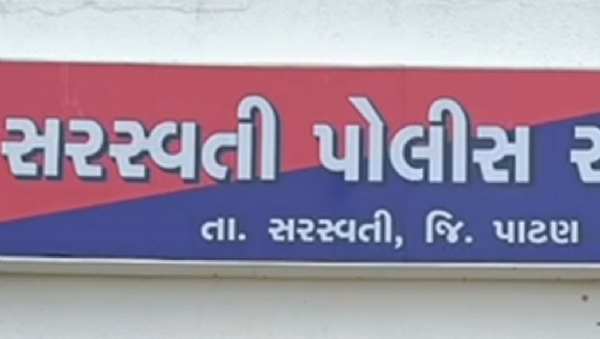 સરસ્વતી પોલીસ
તા. સરસ્વતી, જિ. પાટણ